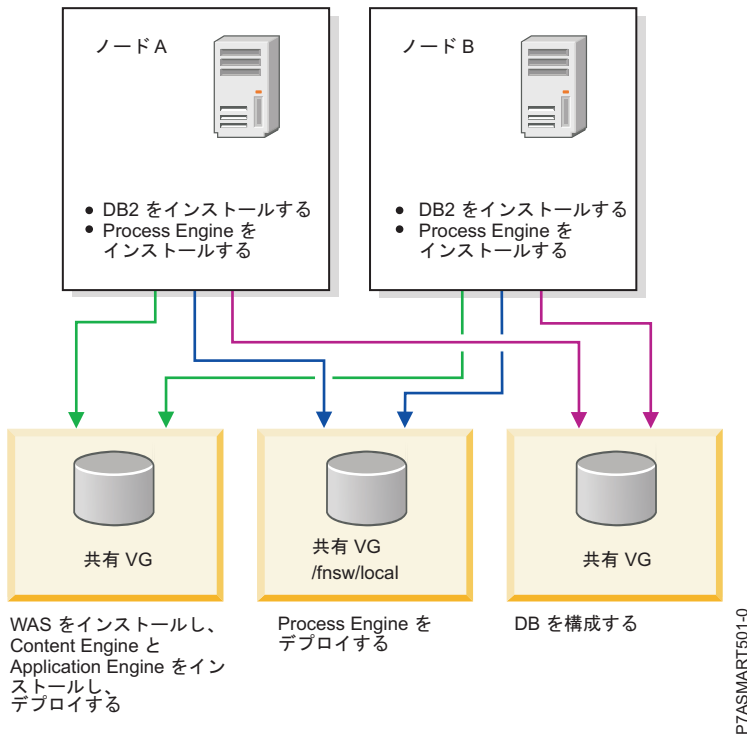 ノード A
ノード B
● DB2 をインストールする
● Process Engine を
インストールする
● DB2 をインストールする
● Process Engine を
インストールする
共有 VG
共有 VG
/fnsw/local
共有 VG
WAS をインストールし、
Content Engine と
Application Engine をイン
ストールし、
デプロイする
Process Engine を
デプロイする
DB を構成する
P7ASMART501-0